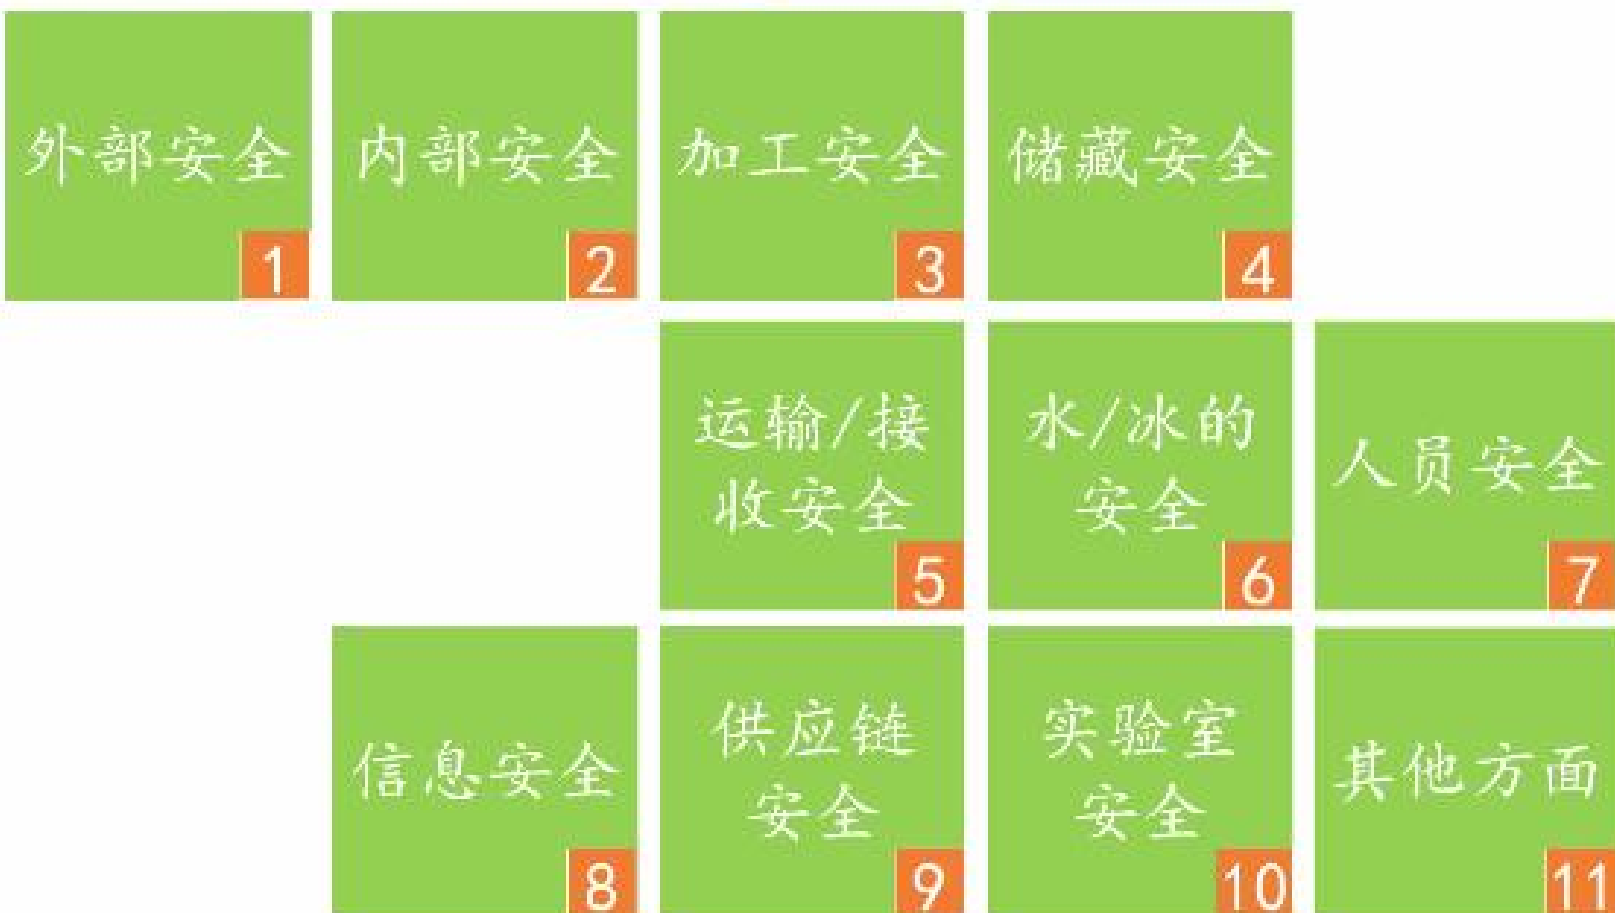 外部安全
1
内部安全
2
加工安全
3
储藏安全
4
运输/接
收安全
5
水/冰的
安全
6
人员安全
7
信息安全
8
供应链
安全
9
实验室
安全
10
其他方面
11